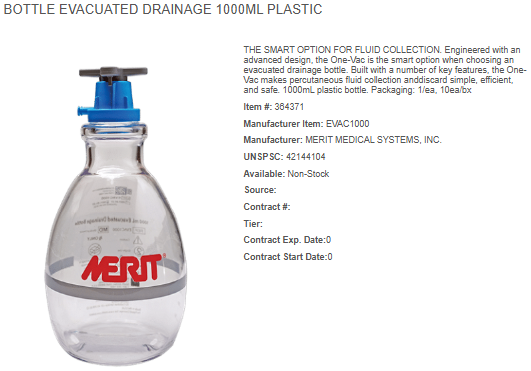 BOTTLE EVACUATED DRAINAGE 1000ML PLASTIC
THE SMART OPTION FOR FLUID COLLECTION. Engineered with an
advanced design, the One-Vac is the smart option when choosing an
evacuated drainage bottle. Built with a number of key features, the One-
Vac makes percutaneous fluid collection anddiscard simple, efficient,
and safe. 1000mL plastic bottle. Packaging: 1/ea, 10ea/bx
Item #: 364371
Manufacturer Item: EVAC1000
Manufacturer: MERIT MEDICAL SYSTEMS, INC.
UNSPSC: 42144104
Available: Non-Stock
Source:
Contract #:
Tier:
Contract Exp. Date:0
Contract Start Date:0
MERIT